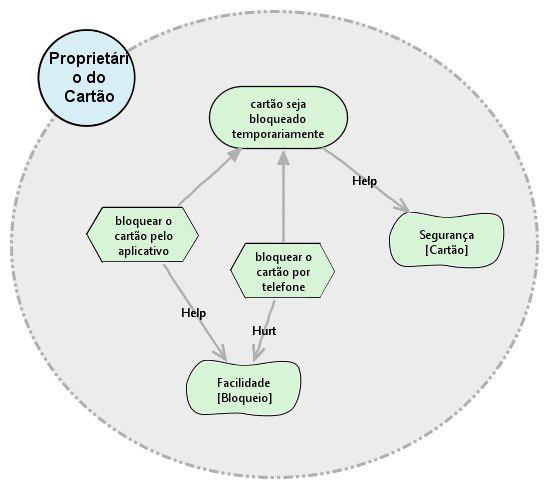 Proprietári
o do
Cartão
cartão seja
bloqueado
temporariamente
Help
bloquear o
cartão pelo
aplicativo
bloquear o
cartão por
telefone
Segurança
[Cartão]
Help
Hurt
Facilidade
[Bloqueio]